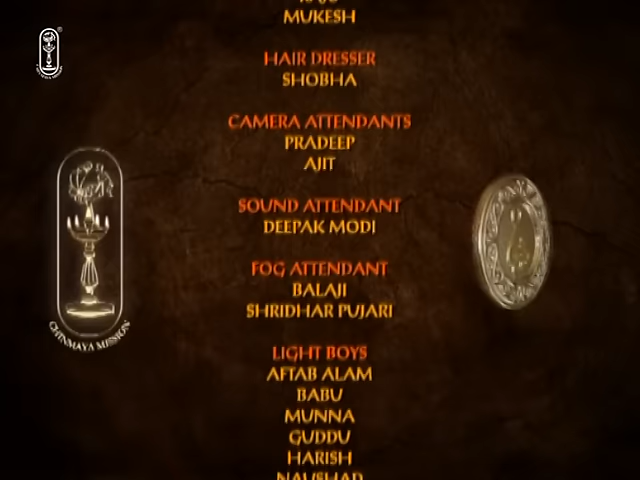 MUKESH
HAIR DRESSER
SHOBHA
CAMERA ATTENDANTS
PRADEEP
AJIT
SOUND ATTENDANT
DEEPAK MODI
FOG ATTENDANT
BALAJI
SHRIDHAR PUJARI
LIGHT BOYS
AFTAB ALAM
BABU
MUNNA
GUDDU
HARISH
NAUSHAD
CHINMAYA MISSION